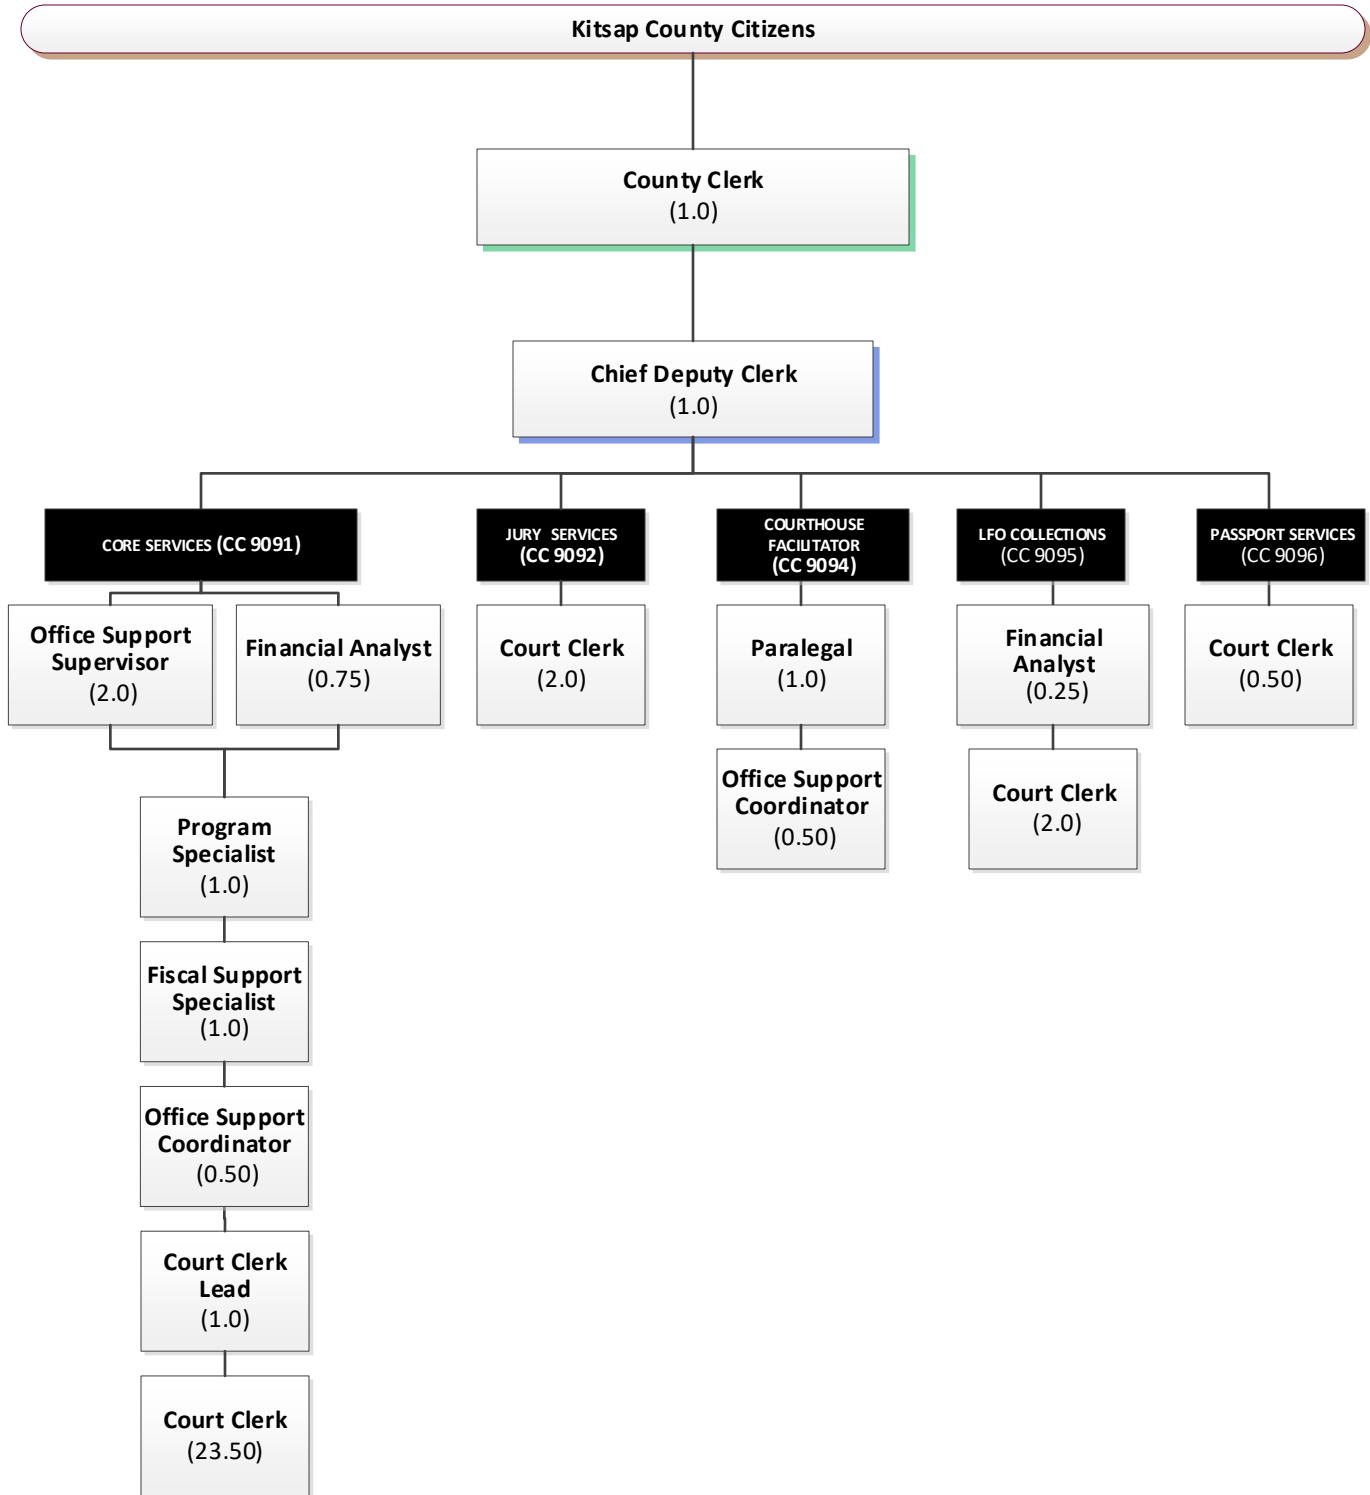 Kitsap County Citizens
County Clerk
(1.0)
Chief Deputy Clerk
(1.0)
CORE SERVICES (CC 9091)
JURY SERVICES
(CC 9092)
COURTHOUSE
FACILITATOR
(CC 9094)
LFO COLLECTIONS
(CC 9095)
PASSPORT SERVICES
(CC 9096)
Office Support
Supervisor
(2.0)
Financial Analyst
(0.75)
Court Clerk
(2.0)
Paralegal
(1.0)
Financial
Analyst
(0.25)
Court Clerk
(0.50)
Office Support
Coordinator
(0.50)
Court Clerk
(2.0)
Program
Specialist
(1.0)
Fiscal Support
Specialist
(1.0)
Office Support
Coordinator
(0.50)
Court Clerk
Lead
(1.0)
Court Clerk
(23.50)